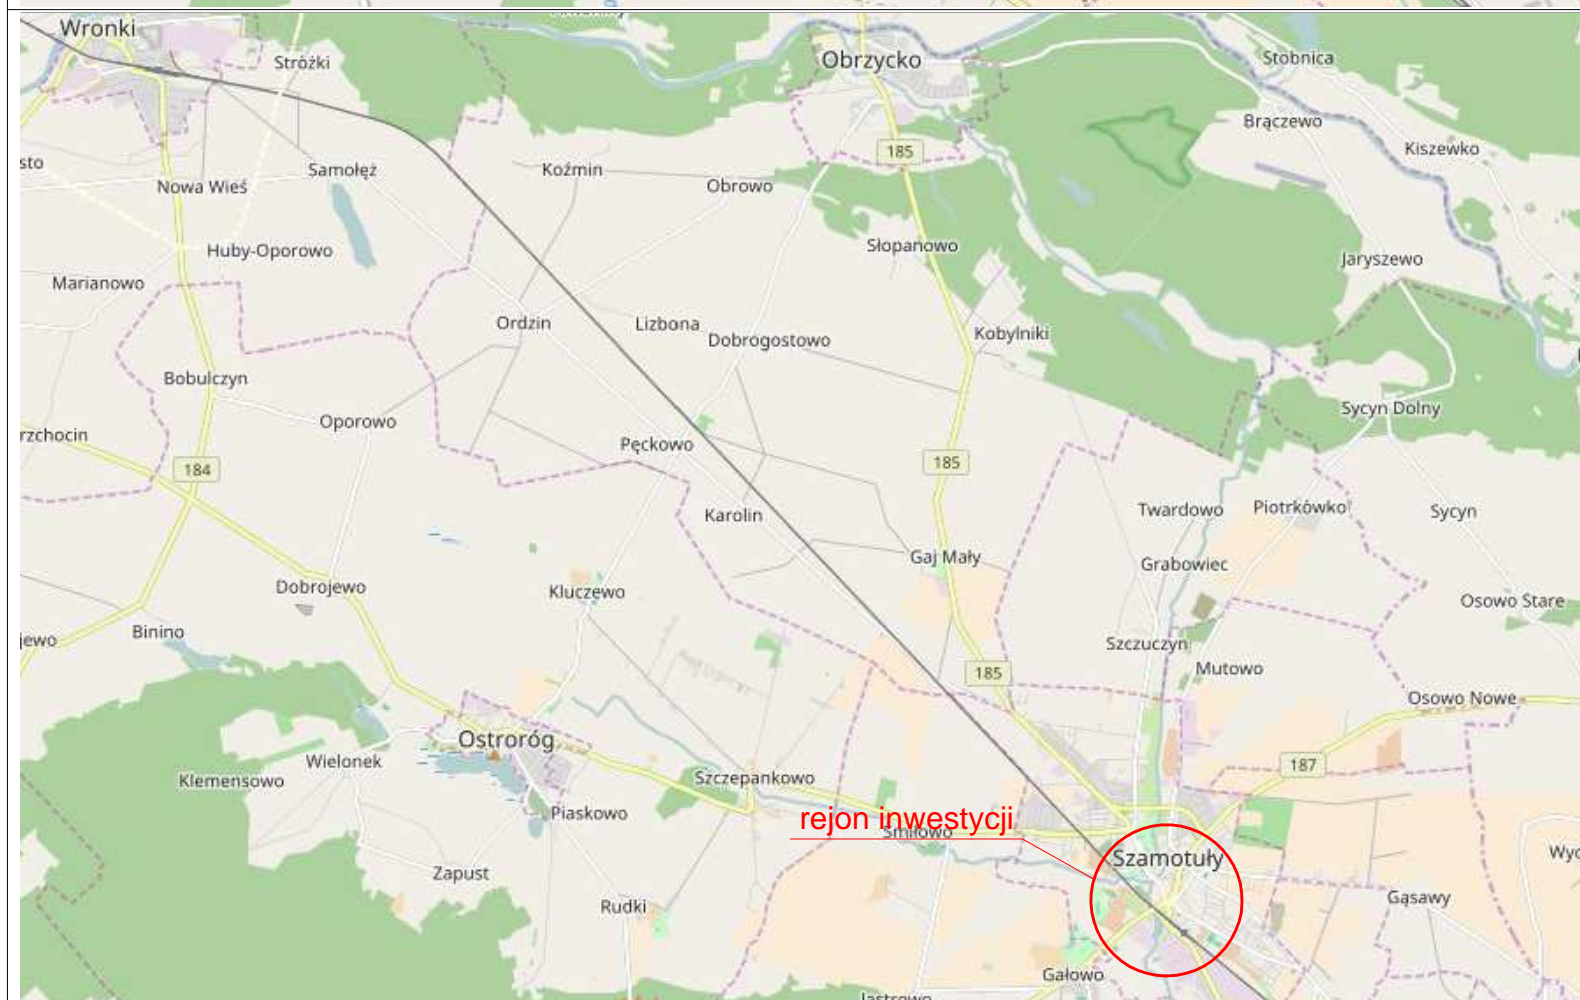 Wronki
Stróżki
Obrzycko
Stobnica
Brączewo
Kiszewko
185
sto
Nowa Wieś
Samołęż
Koźmin
Obrowo
Huby-Oporowo
Słopanowo
Jaryszewo
Marianowo
Ordzin
Lizbona
Dobrogostowo
Kobylniki
Bobulczyn
Oporowo
Sycyn Dolny
rzchocin
Pęckowo
184
185
Karolin
Twardowo
Piotrkówko
Sycyn
Gaj Mały
Grabowiec
Dobrojewo
Kluczewo
Osowo Stare
jewo
Binino
Szczuczyn
185
Mutowo
Osowo Nowe
Ostroróg
Wielonek
Klemensowo
Szczepankowo
187
Piaskowo
rejon inwestycji
Śmiłowo
Szamotuły
Wyc
Zapust
Rudki
Gąsawy
Gałowo
Jastrowo